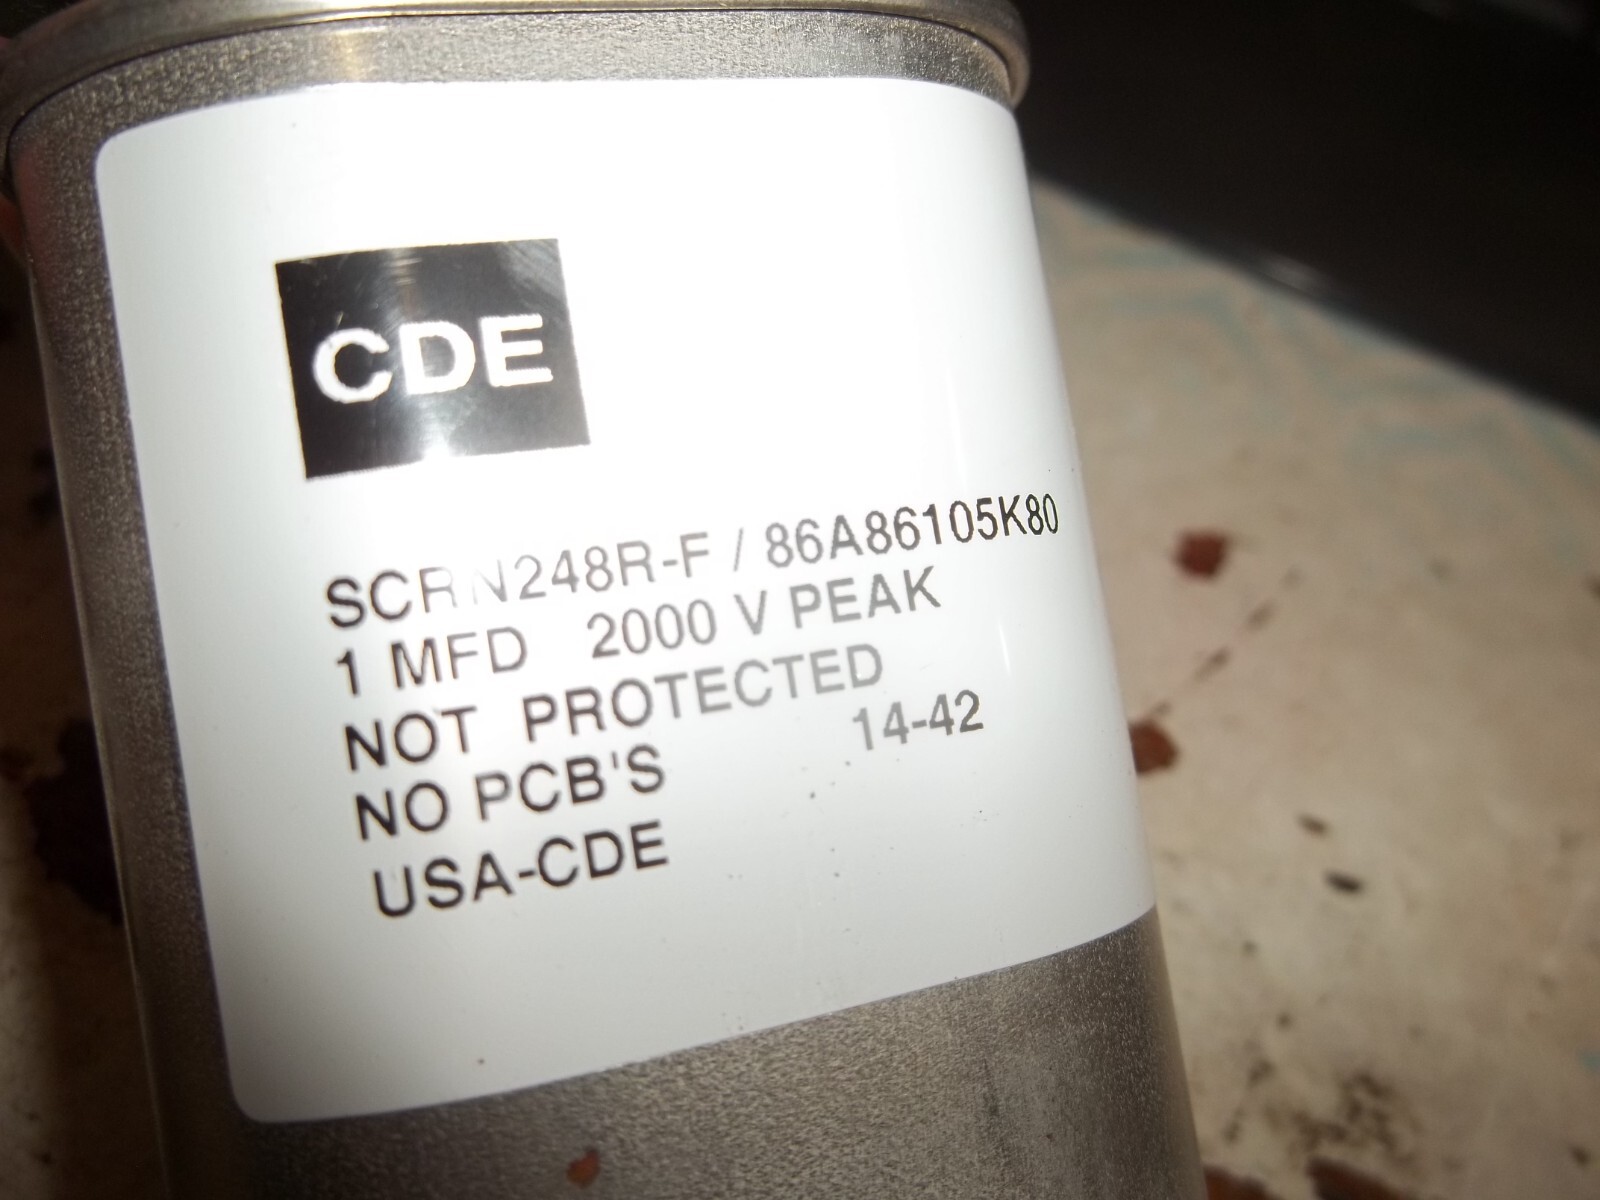 CDE
SCRN248R-F / 86A86105K80
1 MFD 2000 V PEAK
NOT PROTECTED
NO PCB'S 14-42
USA-CDE